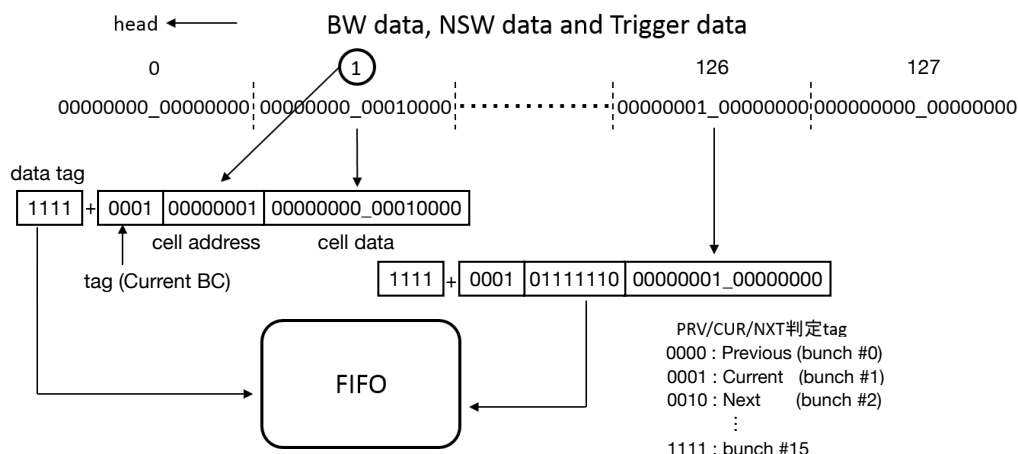 head BW data, NSW data and Trigger data
0 1 126 127
00000000_00000000 00000000_00010000 00000001_00000000 000000000_00000000
data tag
1111 + 0001 00000001 00000000_00010000
cell address cell data
tag (Current BC)
1111 + 0001 01111110 00000001_00000000
PRV/CUR/NXT判定tag
0000 : Previous (bunch #0)
FIFO
0001 : Current (bunch #1)
0010 : Next (bunch #2)
⋮
1111 : bunch #15